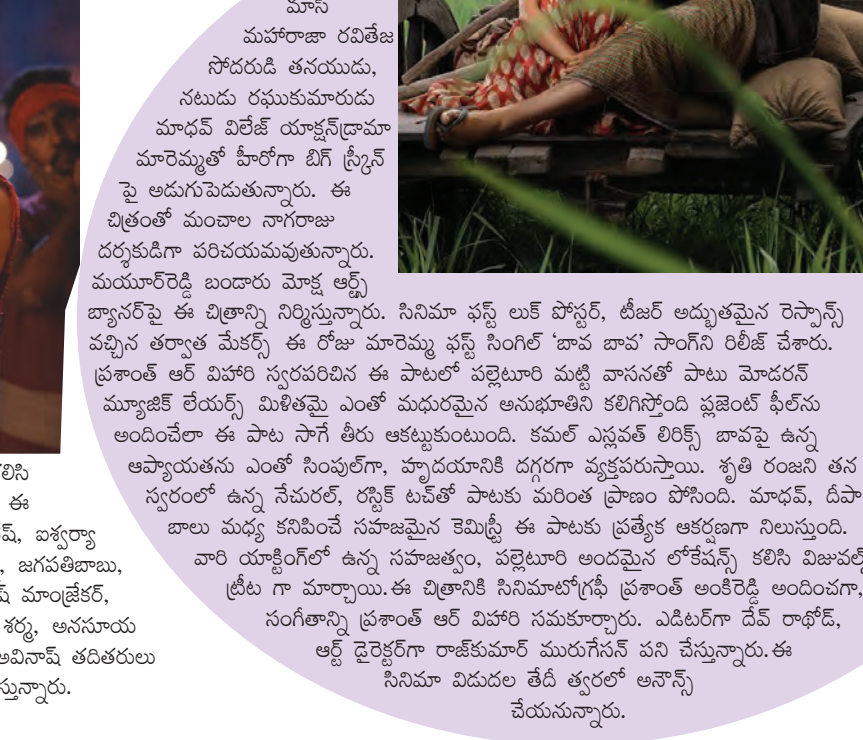 మాస్
మహారాజా రవితేజ
సోదరుడి తనయుడు,
నటుడు రఘుకుమారుడు
మాధవ్ విలేజ్ యాక్షన్‌డ్రామా
మారెమ్మతో హీరోగా బిగ్ స్క్రీన్
పై అడుగుపెడుతున్నారు. ఈ
చిత్రంతో మంచాల నాగరాజు
దర్శకుడిగా పరిచయమవుతున్నారు.
మయూర్‌రెడ్డి బండారు మోక్ష ఆర్ట్స్
బ్యానర్‌పై ఈ చిత్రాన్ని నిర్మిస్తున్నారు. సినిమా ఫస్ట్ లుక్ పోస్టర్, టీజర్ అద్భుతమైన రెస్పాన్స్
వచ్చిన తర్వాత మేకర్స్ ఈ రోజు మారెమ్మ ఫస్ట్ సింగిల్ ‘బావ బావ’ సాంగ్‌ని రిలీజ్ చేశారు.
ప్రశాంత్ ఆర్ విహారి స్వరపరిచిన ఈ పాటలో పల్లెటూరి మట్టి వాసనతో పాటు మోడరన్
మ్యూజిక్ లేయర్స్ మిళితమై ఎంతో మధురమైన అనుభూతిని కలిగిస్తోంది ప్లజెంట్ ఫీల్‌ను
అందించేలా ఈ పాట సాగే తీరు ఆకట్టుకుంటుంది. కమల్ ఎస్లవత్ లిరిక్స్ బావపై ఉన్న
ఆప్యాయతను ఎంతో సింపుల్‌గా, హృదయానికి దగ్గరగా వ్యక్తపరుస్తాయి. శృతి రంజని తన
స్వరంలో ఉన్న నేచురల్, రస్టిక్ టచ్‌తో పాటకు మరింత ప్రాణం పోసింది. మాధవ్, దీపా
బాలు మధ్య కనిపించే సహజమైన కెమిస్ట్రీ ఈ పాటకు ప్రత్యేక ఆకర్షణగా నిలుస్తుంది.
వారి యాక్టింగ్‌లో ఉన్న సహజత్వం, పల్లెటూరి అందమైన లొకేషన్స్ కలిసి విజువల్స్
ట్రీట గా మార్చాయి.ఈ చిత్రానికి సినిమాటోగ్రఫీ ప్రశాంత్ అంకిరెడ్డి అందించగా,
సంగీతాన్ని ప్రశాంత్ ఆర్ విహారి సమకూర్చారు. ఎడిటర్‌గా దేవ్ రాథోడ్,
ఆర్ట్ డైరెక్టర్‌గా రాజ్‌కుమార్ మురుగేసన్ పని చేస్తున్నారు.ఈ
సినిమా విడుదల తేదీ త్వరలో అనౌన్స్
చేయనున్నారు.
ఈ
ఐశ్వర్యా
జగపతిబాబు,
మాంజ్రేకర్,
శర్మ, అనసూయ
అవినాష్ తదితరులు